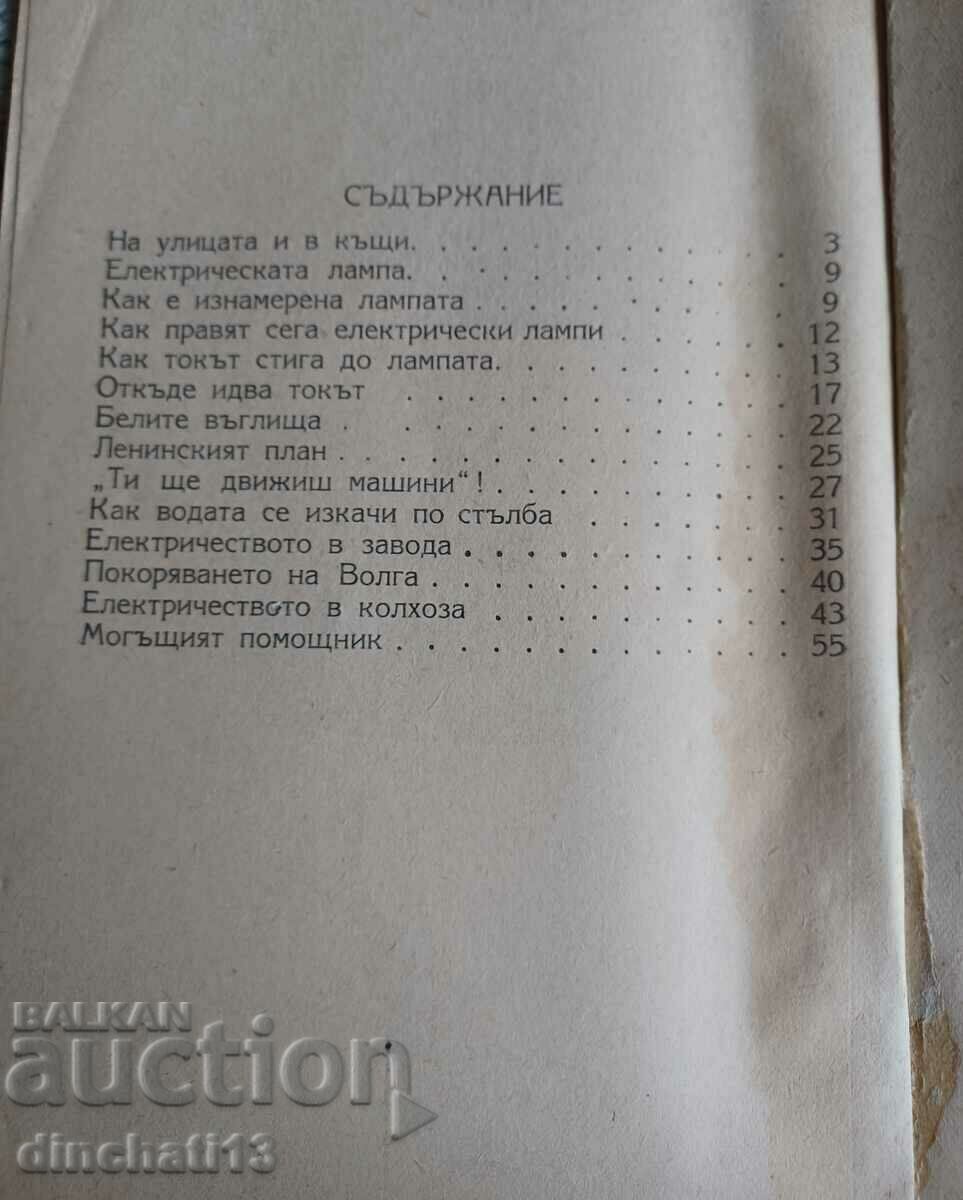 СЪДЪРЖАНИЕ
На улицата и в къщи. . . . . . . . . . . . 3
Електрическата лампа. . . . . . . . . . . . 9
Как е изнамерена лампата . . . . . . . . . . 9
Как правят сега електрически лампи . . . . . . 12
Как токът стига до лампата. . . . . . . . . . 13
Откъде идва токът . . . . . . . . . . . . . 17
Белите въглища . . . . . . . . . . . . . . 22
Ленинският план . . . . . . . . . . . . . . 25
„Ти ще движиш машини“! . . . . . . . . . . . 27
Как водата се изкачи по стълба . . . . . . . . 31
Електричеството в завода . . . . . . . . . . . 35
Покоряването на Волга . . . . . . . . . . . . 40
Електричеството в колхоза . . . . . . . . . . 43
Могъщият помощник . . . . . . . . . . . . . 55
BALKAN
auction
dinchati13